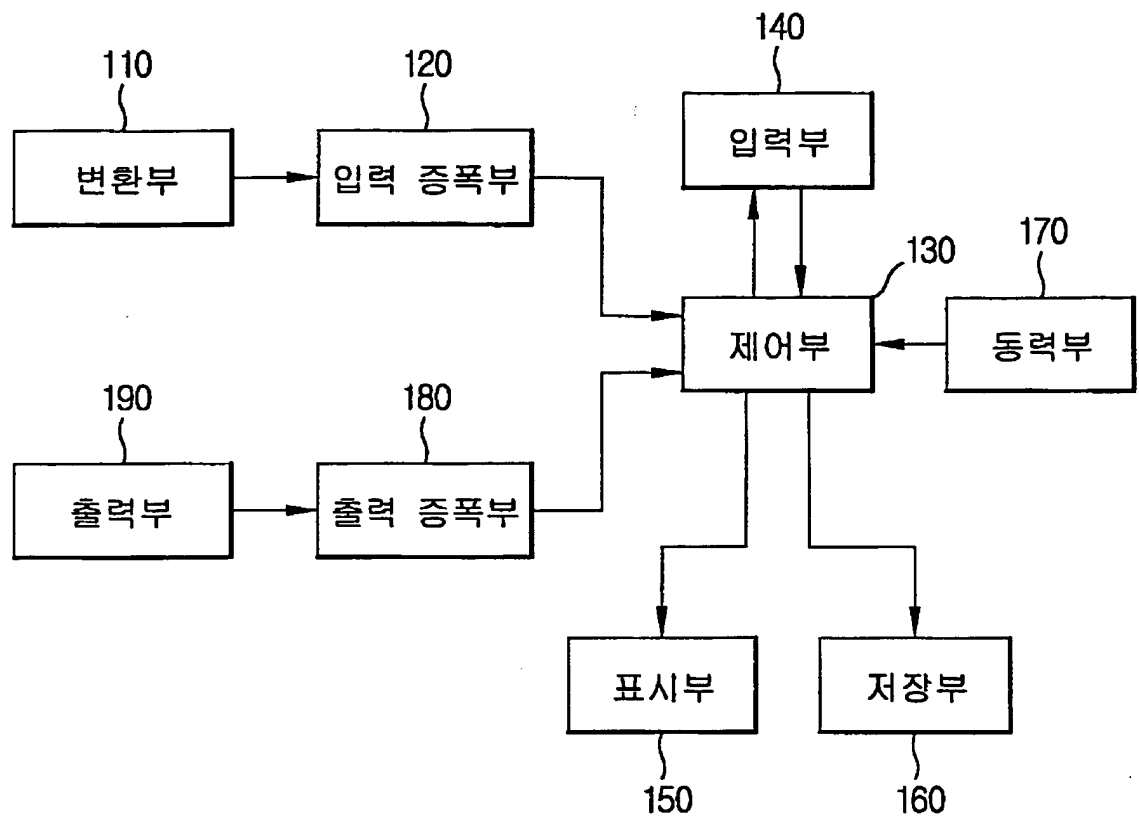 140
110
120
입력부
변환부
입력 증폭부
130
170
제어부
동력부
190
180
출력부
출력 증폭부
표시부
저장부
150
160